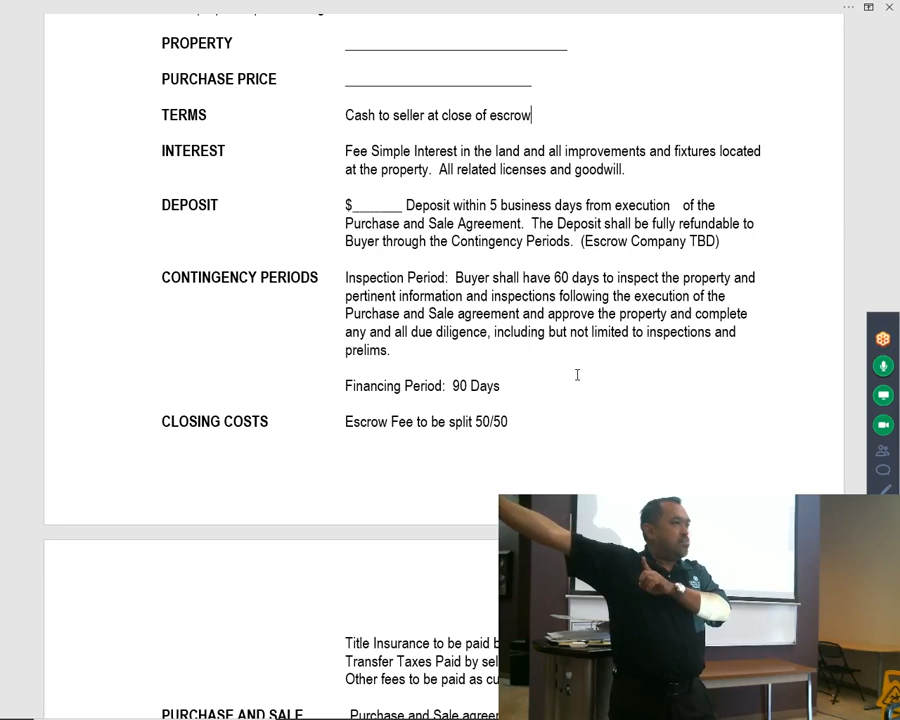 PROPERTY
PURCHASE PRICE
TERMS Cash to seller at close of escrow
INTEREST Fee Simple Interest in the land and all improvements and fixtures located
at the property. All related licenses and goodwill.
DEPOSIT $_______ Deposit within 5 business days from execution of the
Purchase and Sale Agreement. The Deposit shall be fully refundable to
Buyer through the Contingency Periods. (Escrow Company TBD)
CONTINGENCY PERIODS Inspection Period: Buyer shall have 60 days to inspect the property and
pertinent information and inspections following the execution of the
Purchase and Sale agreement and approve the property and complete
any and all due diligence, including but not limited to inspections and
prelims.
Financing Period: 90 Days
CLOSING COSTS Escrow Fee to be split 50/50
Title Insurance to be paid b
Transfer Taxes Paid by sel
Other fees to be paid as cu
PURCHASE AND SALE Purchase and Sale agreer